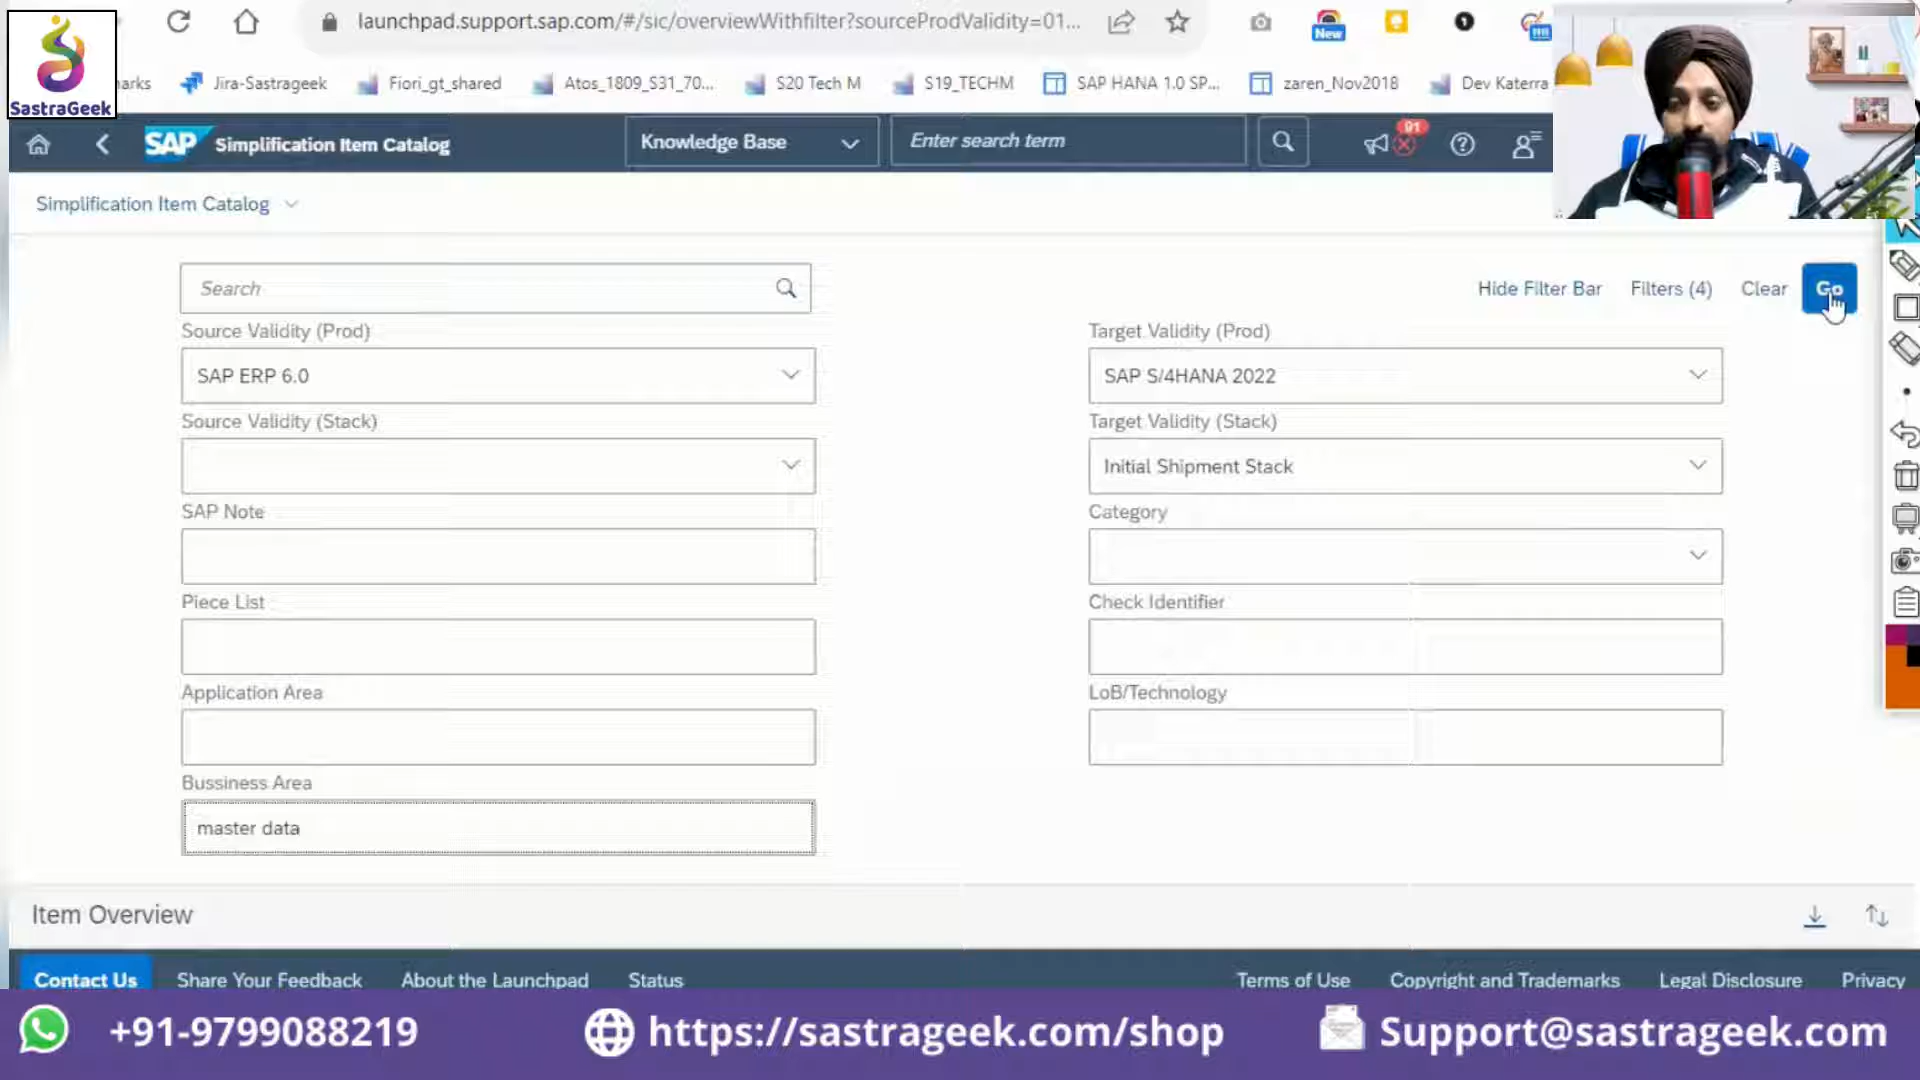 launchpad.support.sap.com/#/sic/overviewWithfilter?sourceProdValidity=01...
New
1
SastraGeek
arks
Jira-Sastrageek
Fiori_gt_shared
Atos_1809_S31_70...
S20 Tech M
S19_TECHM
SAP HANA 1.0 SP...
zaren_Nov2018
Dev Katerra
SAP
Simplification Item Catalog
Knowledge Base
Enter search term
91
Simplification Item Catalog
Search
Hide Filter Bar
Filters (4)
Clear
Go
Source Validity (Prod)
Target Validity (Prod)
SAP ERP 6.0
SAP S/4HANA 2022
Source Validity (Stack)
Target Validity (Stack)
Initial Shipment Stack
SAP Note
Category
Piece List
Check Identifier
Application Area
LoB/Technology
Bussiness Area
master data
Item Overview
Contact Us
Share Your Feedback
About the Launchpad
Status
Terms of Use
Copyright and Trademarks
Legal Disclosure
Privacy
+91-9799088219
https://sastrageek.com/shop
Support@sastrageek.com